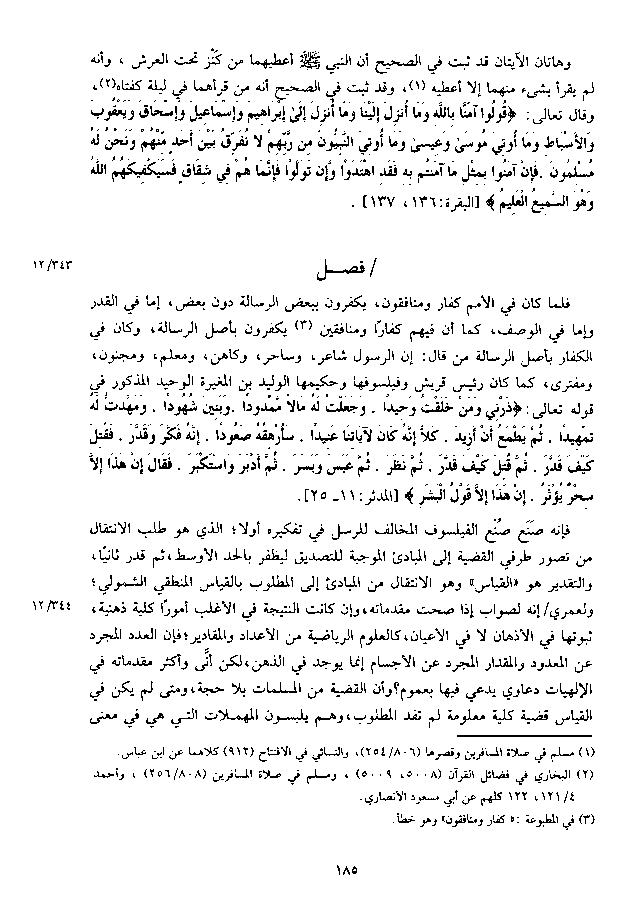 وهاتان الآيتان قد ثبت في الصحيح أن النبي ﷺ أعطيهما من كَنْز تحت العرش ، وأنه
لم يقرأ بشىء منهما إلا أعطيه (١)، وقد ثبت في الصحيح أنه من قرأهما في ليلة كفتاه(٢)،
وقال تعالى: ﴿قُولُوا آمَنَّا بِاللَّه وَمَا أُنزِلَ إِلَيْنَا وَمَا أُنزِلَ إِلَىٰ إِبْرَاهِيمَ وَإِسْمَاعِيلَ وَإِسْحَاقَ وَيَعْقُوبَ
وَالأَسْبَاط وَمَا أُوتي مُوسَىٰ وَعيسَىٰ وَمَا أُوتِي النَّبِيُّونَ مِن رَّبِّهِمْ لا نُفَرِّقُ بَيْنَ أَحَدٍ مِّنْهُمْ وَنَحْنُ لَهُ
مُسْلمُونَ . فَإِنْ آمَنُوا بِمثْلِ مَا آمَنتُم به فَقَد اهْتَدَوْا وَإِن تَوَلَّوْا فَإِنَّمَا هُمْ فِي شِقَاقٍ فَسَيَكْفِيكَهُمُ اللَّهُ
وَهُوَ السَّمِيعُ الْعَلِيمُ ﴾ [البقرة: ١٣٦، ١٣٧] .
١٢/٣٤٣
/ فصــل
فلما كان في الأمم كفار ومنافقون، يكفرون ببعض الرسالة دون بعض، إما في القدر
وإما في الوصف، كما أن فيهم كفارًا ومنافقين (٣) يكفرون بأصل الرسالة، وكان في
الكفار بأصل الرسالة من قال: إن الرسول شاعر، وساحر، وكاهن، ومعلم، ومجنون،
ومفترى، كما كان رئيس قريش وفيلسوفها وحكيمها الوليد بن المغيرة الوحيد المذكور في
قوله تعالى: ﴿ذَرْنِي وَمَنْ خَلَقْتُ وَحِيدًا . وَجَعَلْتُ لَهُ مَالاً مَّمْدُودًا . وَبَنِينَ شُهُودًا . وَمَهَّدتُّ لَهُ
تَمْهِيدًا . ثُمَّ يَطْمَعُ أَنْ أَزِيدَ . كَلاَّ إِنَّهُ كَانَ لآيَاتِنَا عَنِيدًا . سَأُرْهِقُهُ صَعُودًا . إِنَّهُ فَكَّرَ وَقَدَّرَ . فَقُتِلَ
كَيْفَ قَدَّرَ . ثُمَّ قُتِلَ كَيْفَ قَدَّرَ . ثُمَّ نَظَرَ . ثُمَّ عَبَسَ وَبَسَرَ . ثُمَّ أَدْبَرَ وَاسْتَكْبَرَ . فَقَالَ إِنْ هَذَا إِلاَّ
سِحْرٌ يُؤْثَرُ . إِنْ هَذَا إِلاَّ قَوْلُ الْبَشَرِ ﴾ [المدثر: ١١ـ ٢٥].
فإنه صَنَع صُنْع الفيلسوف المخالف للرسل في تفكيره أولا؛ الذي هو طلب الانتقال
من تصور طرفي القضية إلى المبادئ الموجبة للتصديق ليظفر بالحد الأوسط، ثم قدر ثانيًا،
والتقدير هو «القياس» وهو الانتقال من المبادئ إلى المطلوب بالقياس المنطقي الشمولي؛
١٢/٣٤٤
ولعمري/ إنه لصواب إذا صحت مقدماته، وإن كانت النتيجة في الأغلب أمورًا كلية ذهنية،
ثبوتها في الأذهان لا في الأعيان، كالعلوم الرياضية من الأعداد والمقادير؛ فإن العدد المجرد
عن المعدود والمقدار المجرد عن الأجسام إنما يوجد في الذهن، لكن أنَّى وأكثر مقدماته في
الإلهيات دعاوي يدعي فيها بعموم؟ وأن القضية من المسلمات بلا حجة، ومتى لم يكن في
القياس قضية كلية معلومة لم تفد المطلوب، وهم يلبسون المهملات التي هي في معنى
(١) مسلم في صلاة المسافرين وقصرها (٢٥٤/٨٠٦)، والنسائي في الافتتاح (٩١٢) كلاهما عن ابن عباس.
(٢) البخاري في فضائل القرآن (٥٠٠٨، ٥٠٠٩) ، ومسلم في صلاة المسافرين (٢٥٦/٨٠٨) ، وأحمد
٤/ ١٢١، ١٢٢ كلهم عن أبي مسعود الأنصاري.
(٣) في المطبوعة :« كفار ومنافقون» وهو خطأ.
١٨٥